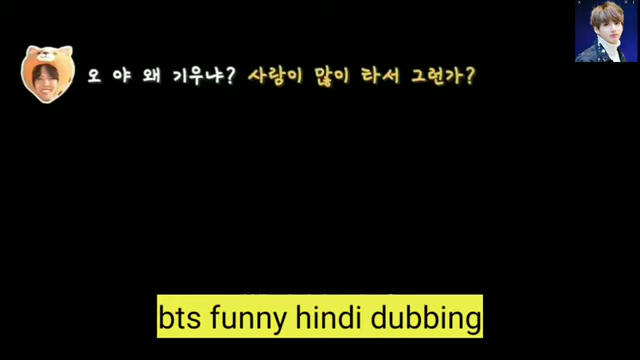 오 야 왜 기우냐? 사람이 많이 타서 그런가?
bts funny hindi dubbing